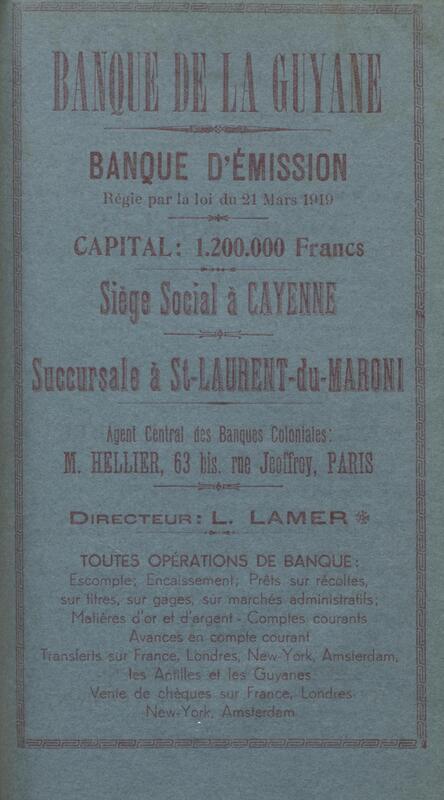 BANQUE DE LA GUYANE
BANQUE D'ÉMISSION
Régie par la loi du 21 Mars 1919
CAPITAL: 1.200.000 Francs
Siège Social à CAYENNE
Succursale à St-LAURENT-du-MARONI
Agent Central des Banques Coloniales:
M. HELLIER, 63 bis. rue Jeoffroy, PARIS
DIRECTEUR: L. LAMER *
TOUTES OPÉRATIONS DE BANQUE:
Escompte; Encaissement; Prêts sur récoltes,
sur titres, sur gages, sur marchés administratifs;
Matières d'or et d'argent - Comptes courants
Avances en compte courant
Transferts sur France, Londres, New-York, Amsterdam,
les Antilles et les Guyanes
Vente de chèques sur France, Londres
New-York, Amsterdam